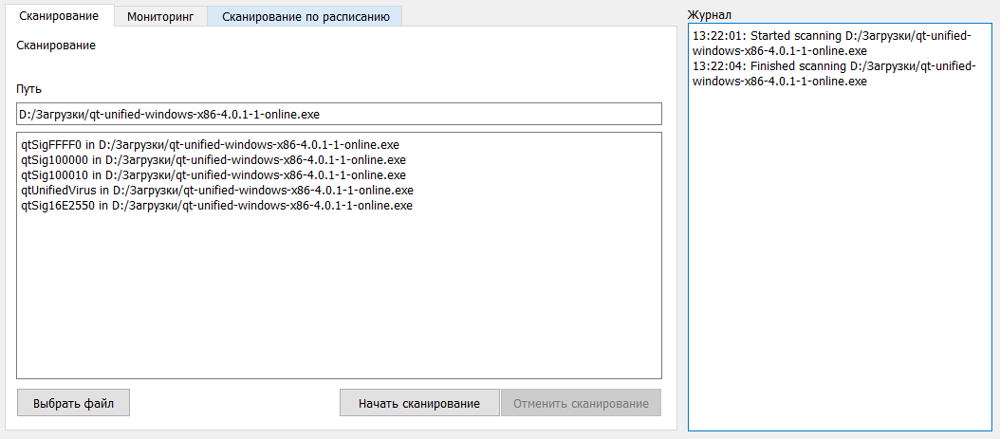 Сканирование
Мониторинг
Сканирование по расписанию
Сканирование
Путь
D:/Загрузки/qt-unified-windows-x86-4.0.1-1-online.exe
qtSigFFFF0 in D:/Загрузки/qt-unified-windows-x86-4.0.1-1-online.exe
qtSig100000 in D:/Загрузки/qt-unified-windows-x86-4.0.1-1-online.exe
qtSig100010 in D:/Загрузки/qt-unified-windows-x86-4.0.1-1-online.exe
qtUnifiedVirus in D:/Загрузки/qt-unified-windows-x86-4.0.1-1-online.exe
qtSig16E2550 in D:/Загрузки/qt-unified-windows-x86-4.0.1-1-online.exe
Выбрать файл
Начать сканирование
Отменить сканирование
Журнал
13:22:01: Started scanning D:/Загрузки/qt-unified-
windows-x86-4.0.1-1-online.exe
13:22:04: Finished scanning D:/Загрузки/qt-unified-
windows-x86-4.0.1-1-online.exe